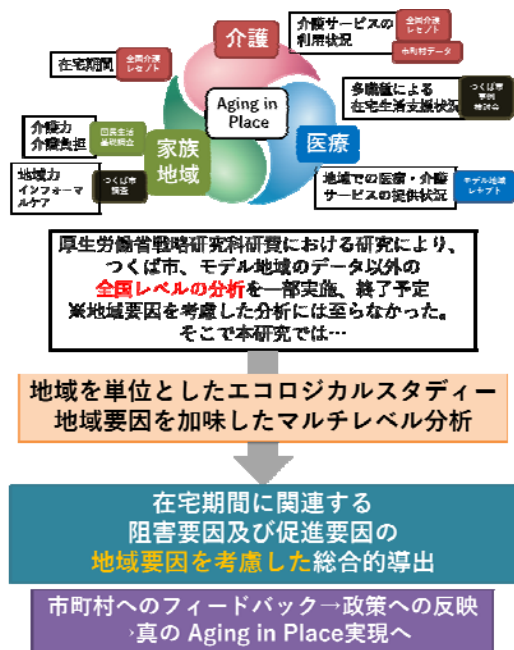 介護
介護サービスの
利用状況
全国介護
レセプト
市町村データ
在宅期間
全国介護
レセプト
多職種による
在宅生活支援状況
つくば市
事例
検討会
Aging in
Place
介護力
介護負担
国民生活
基礎調査
家族
地域
医療
地域力
インフォーマ
ルケア
つくば市
調査
地域での医療・介護
サービスの提供状況
モデル地域
レセプト
厚生労働省戦略研究科研費における研究により、
つくば市、モデル地域のデータ以外の
全国レベルの分析を一部実施、終了予定
※地域要因を考慮した分析には至らなかった。
そこで本研究では…
地域を単位としたエコロジカルスタディー
地域要因を加味したマルチレベル分析
在宅期間に関連する
阻害要因及び促進要因の
地域要因を考慮した総合的導出
市町村へのフィードバック→政策への反映
→真の Aging in Place実現へ